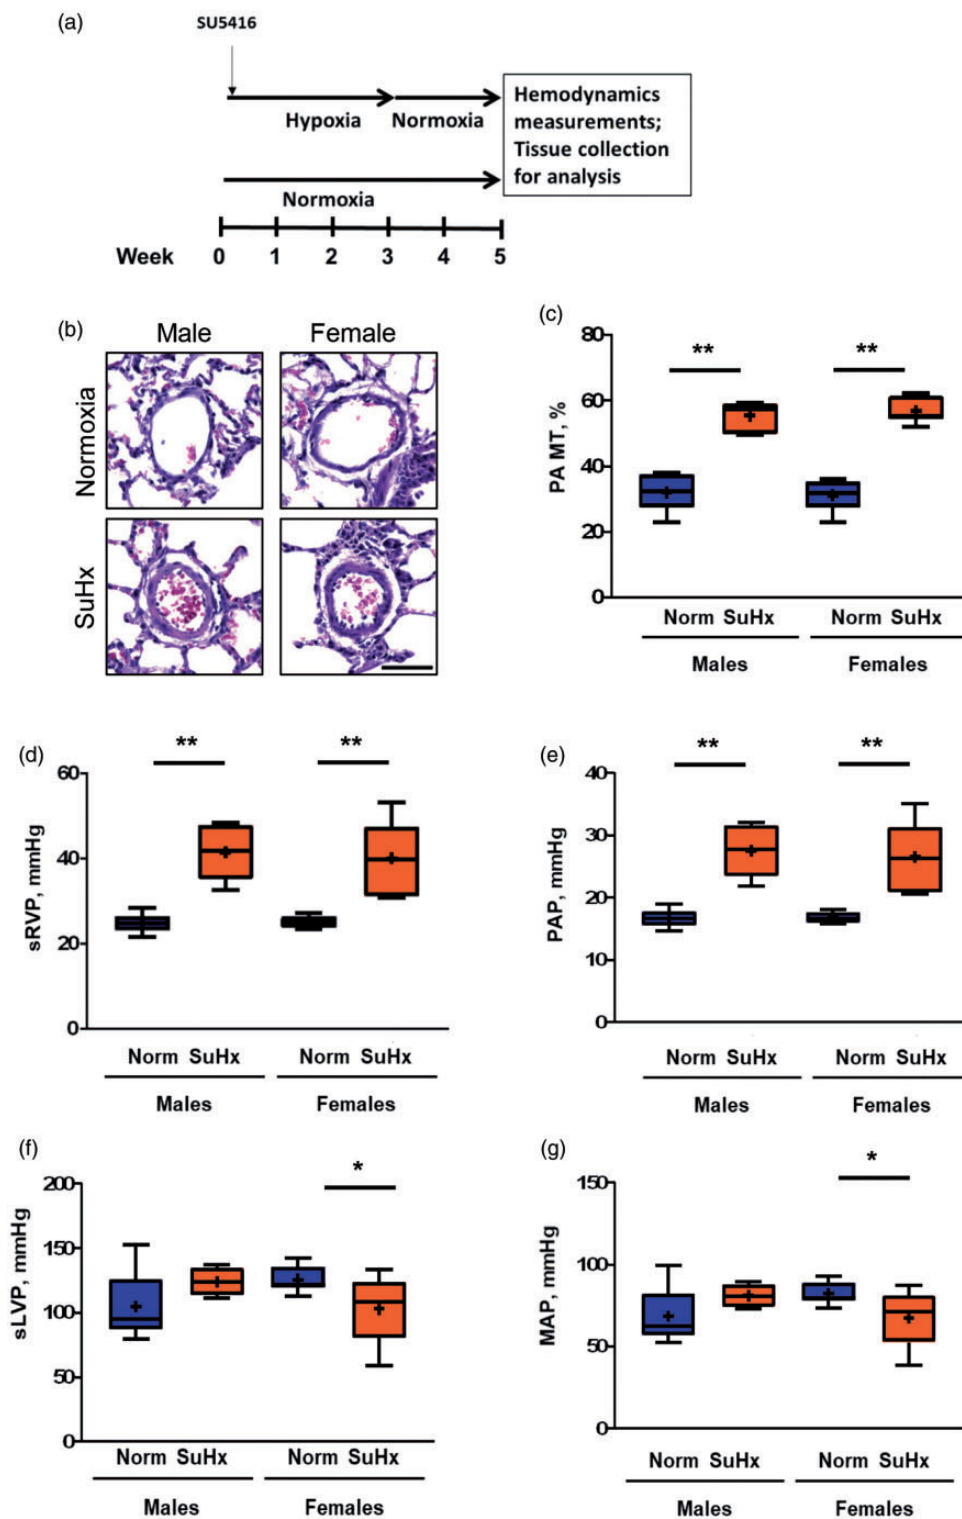 (a)
SU5416
Hypoxia
Normoxia
Hemodynamics
measurements;
Tissue collection
for analysis
Normoxia
Week 0 1 2 3 4 5
(b)
Male Female
Normoxia
SuHx
(c)
PA MT, %
80
60
40
20
0
** **
Norm SuHx Norm SuHx
Males Females
(d)
sRVP, mmHg
60
40
20
0
** **
Norm SuHx Norm SuHx
Males Females
(e)
PAP, mmHg
40
30
20
10
0
** **
Norm SuHx Norm SuHx
Males Females
(f)
sLVP, mmHg
200
150
100
50
0
*
Norm SuHx Norm SuHx
Males Females
(g)
MAP, mmHg
150
100
50
0
*
Norm SuHx Norm SuHx
Males Females